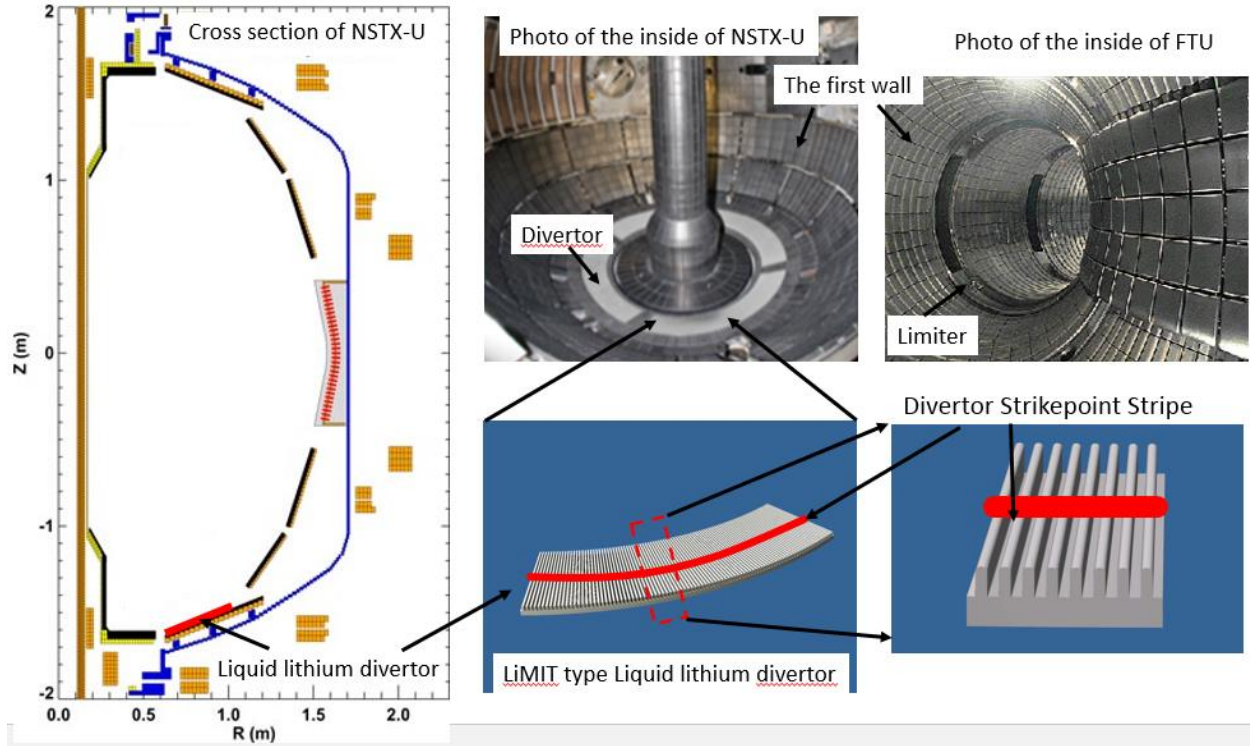 Cross section of NSTX-U
Photo of the inside of NSTX-U
Photo of the inside of FTU
The first wall
Divertor
Limiter
Divertor Strikepoint Stripe
Liquid lithium divertor
LiMIT type Liquid lithium divertor
2
1
0
-1
-2
Z (m)
0.0 0.5 1.0 1.5 2.0
R (m)